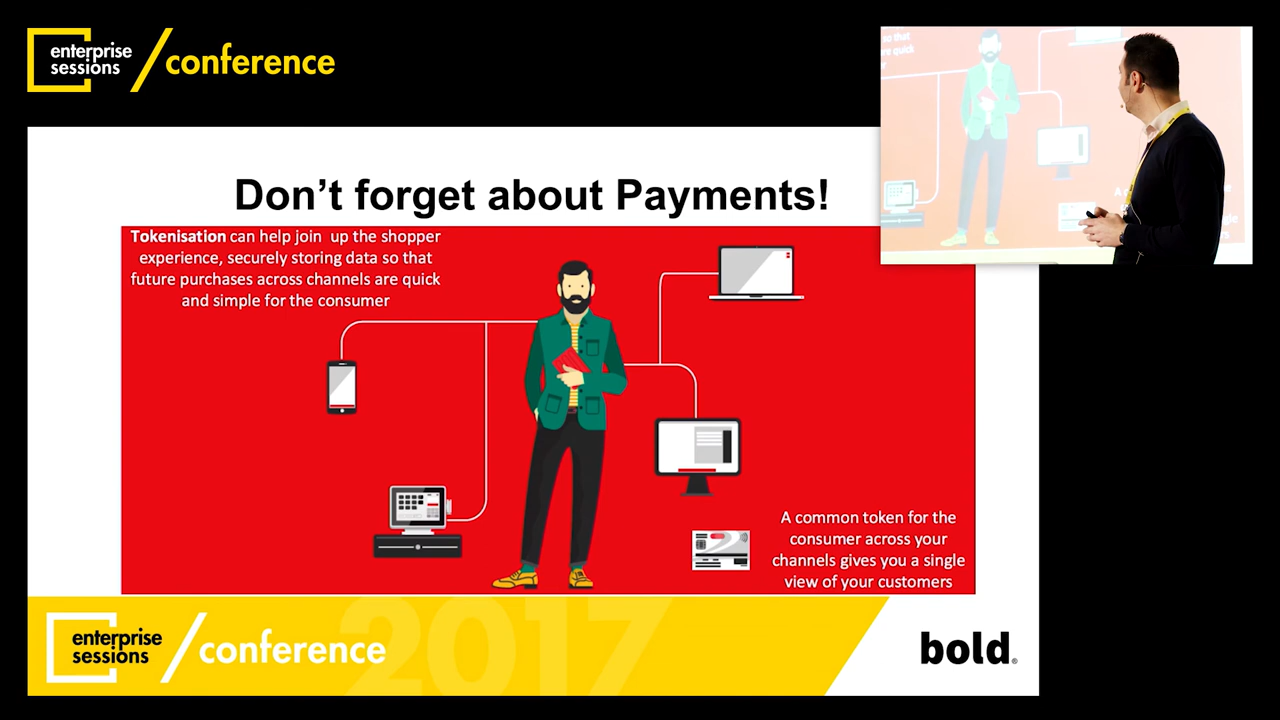 enterprise
sessions
conference
so that
Don’t forget about Payments!
Tokenisation can help join up the shopper
experience, securely storing data so that
future purchases across channels are quick
and simple for the consumer
A common token for the
consumer across your
channels gives you a single
view of your customers
2017
enterprise
sessions
conference
bold